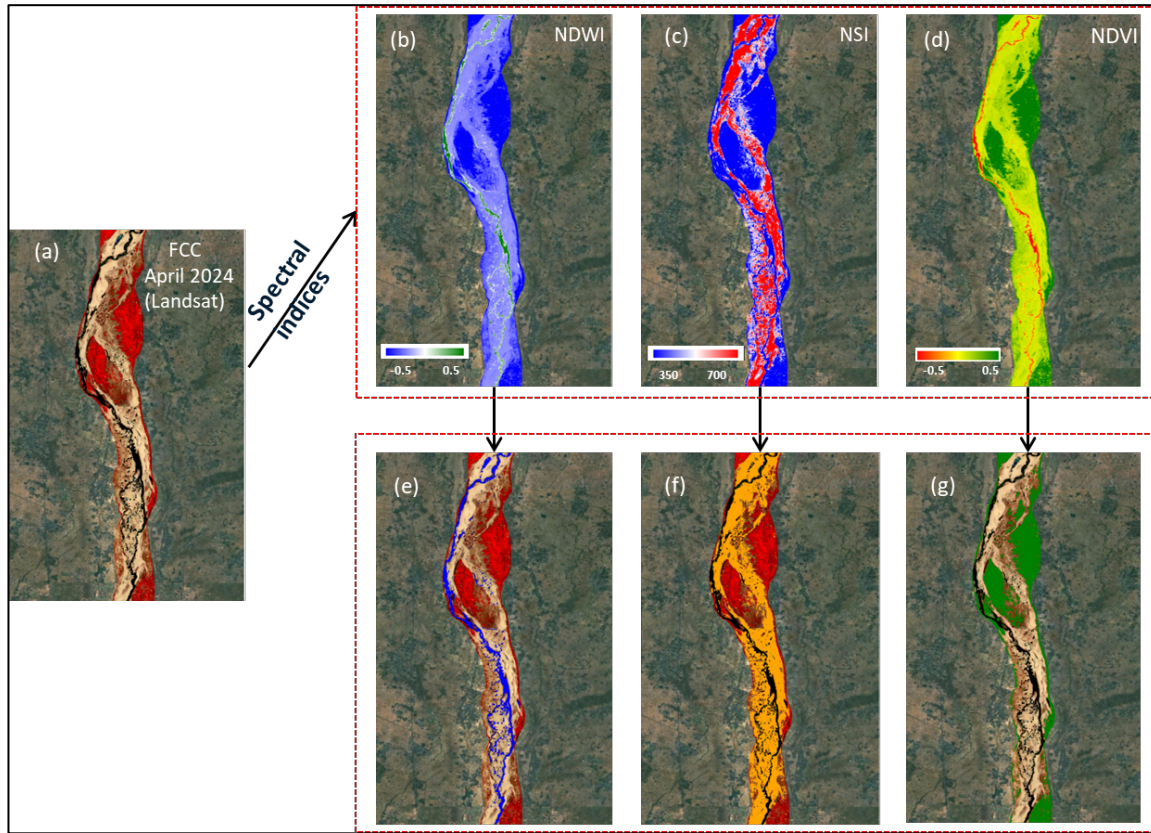 (a)
FCC
April 2024
(Landsat)
Spectral
indices
(b)
NDWI
-0.5 0.5
(c)
NSI
350 700
(d)
NDVI
-0.5 0.5
(e)
(f)
(g)